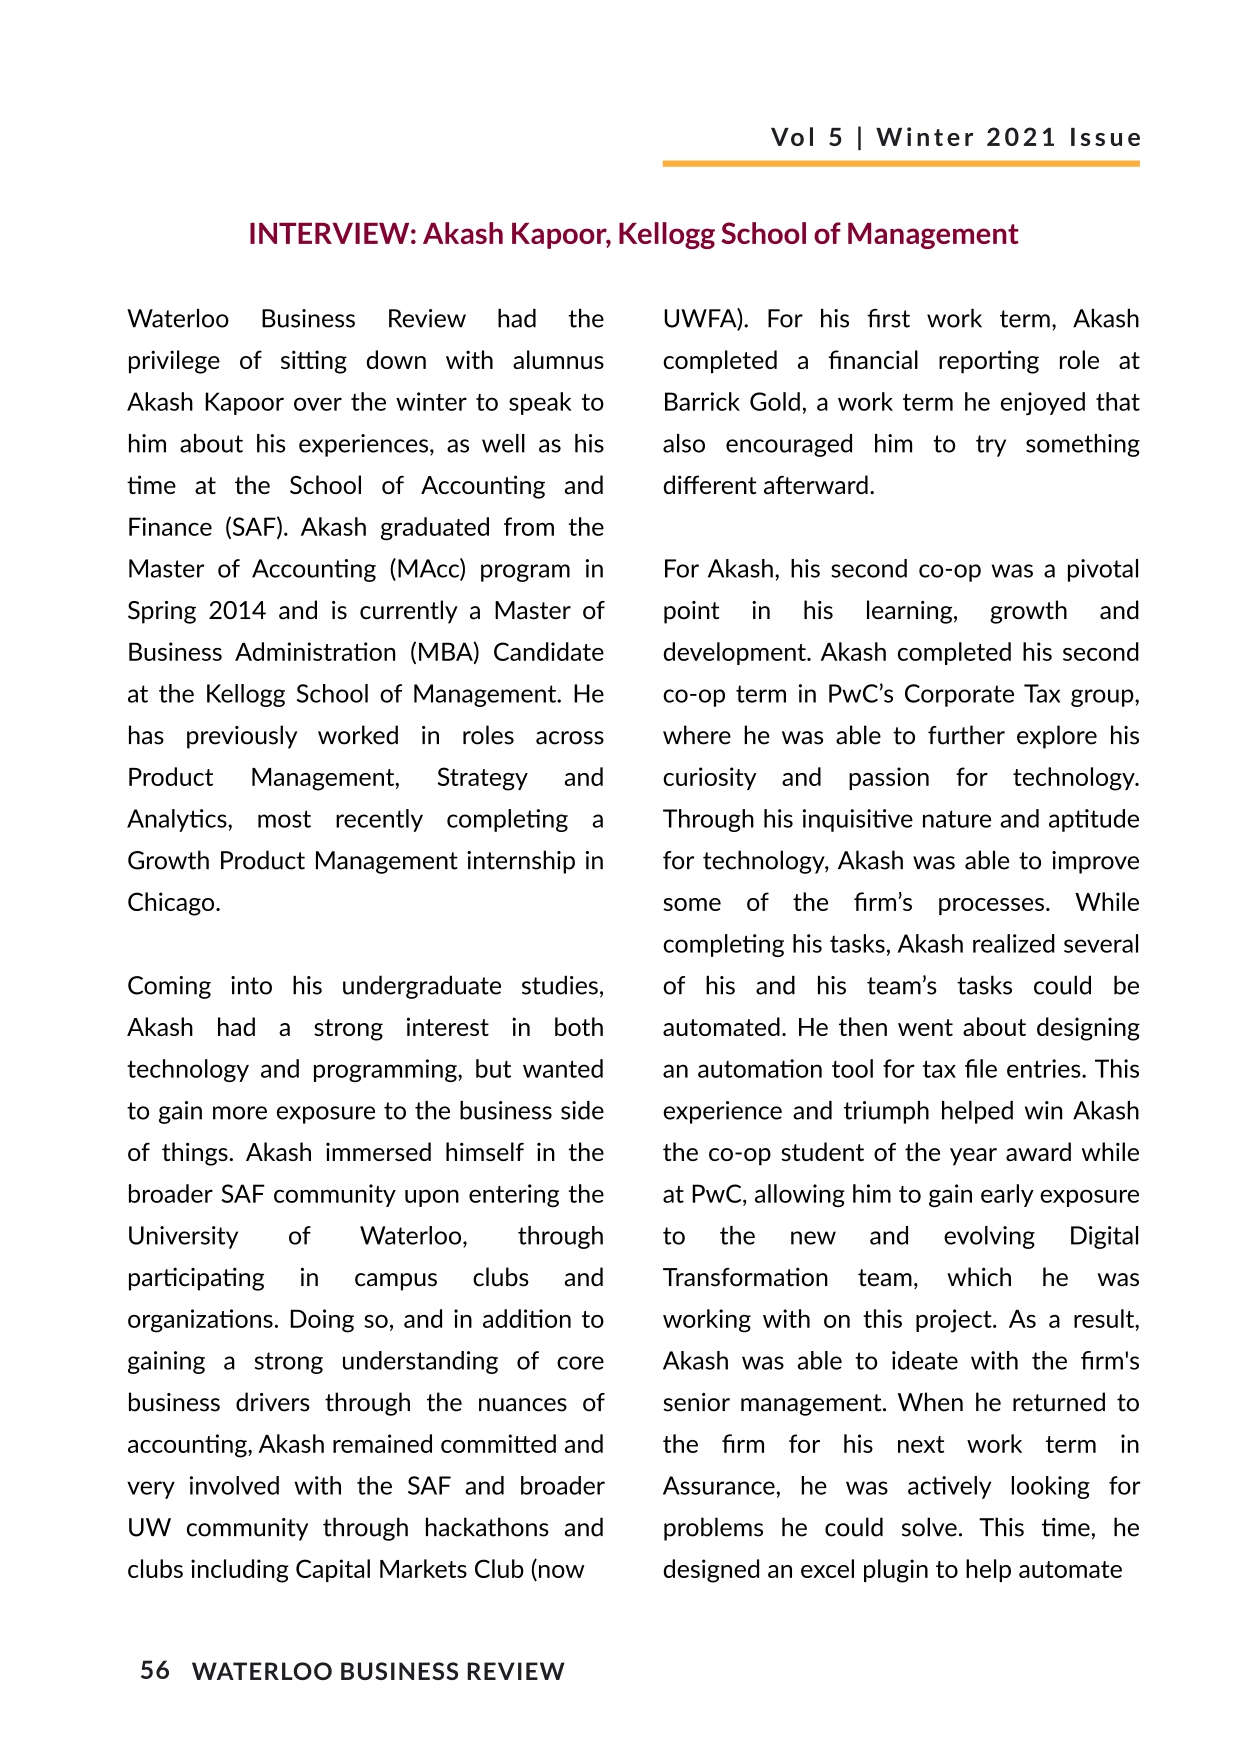 Vol 5 | Winter 2021 Issue
INTERVIEW: Akash Kapoor, Kellogg School of Management
Waterloo Business Review had the
privilege of sitting down with alumnus
Akash Kapoor over the winter to speak to
him about his experiences, as well as his
time at the School of Accounting and
Finance (SAF). Akash graduated from the
Master of Accounting (MAcc) program in
Spring 2014 and is currently a Master of
Business Administration (MBA) Candidate
at the Kellogg School of Management. He
has previously worked in roles across
Product Management, Strategy and
Analytics, most recently completing a
Growth Product Management internship in
Chicago.
Coming into his undergraduate studies,
Akash had a strong interest in both
technology and programming, but wanted
to gain more exposure to the business side
of things. Akash immersed himself in the
broader SAF community upon entering the
University of Waterloo, through
participating in campus clubs and
organizations. Doing so, and in addition to
gaining a strong understanding of core
business drivers through the nuances of
accounting, Akash remained committed and
very involved with the SAF and broader
UW community through hackathons and
clubs including Capital Markets Club (now
UWFA). For his first work term, Akash
completed a financial reporting role at
Barrick Gold, a work term he enjoyed that
also encouraged him to try something
different afterward.
For Akash, his second co-op was a pivotal
point in his learning, growth and
development. Akash completed his second
co-op term in PwC’s Corporate Tax group,
where he was able to further explore his
curiosity and passion for technology.
Through his inquisitive nature and aptitude
for technology, Akash was able to improve
some of the firm’s processes. While
completing his tasks, Akash realized several
of his and his team’s tasks could be
automated. He then went about designing
an automation tool for tax file entries. This
experience and triumph helped win Akash
the co-op student of the year award while
at PwC, allowing him to gain early exposure
to the new and evolving Digital
Transformation team, which he was
working with on this project. As a result,
Akash was able to ideate with the firm's
senior management. When he returned to
the firm for his next work term in
Assurance, he was actively looking for
problems he could solve. This time, he
designed an excel plugin to help automate
56 WATERLOO BUSINESS REVIEW